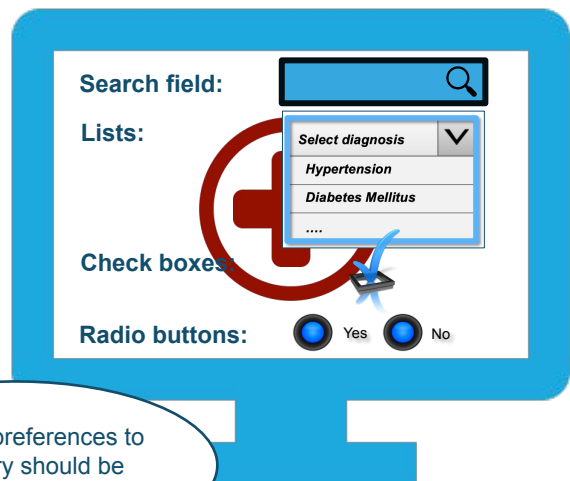 Search field:
Lists:
Select diagnosis
Hypertension
Diabetes Mellitus
....
Check boxes:
Radio buttons:
Yes
No
preferences to
ry should be